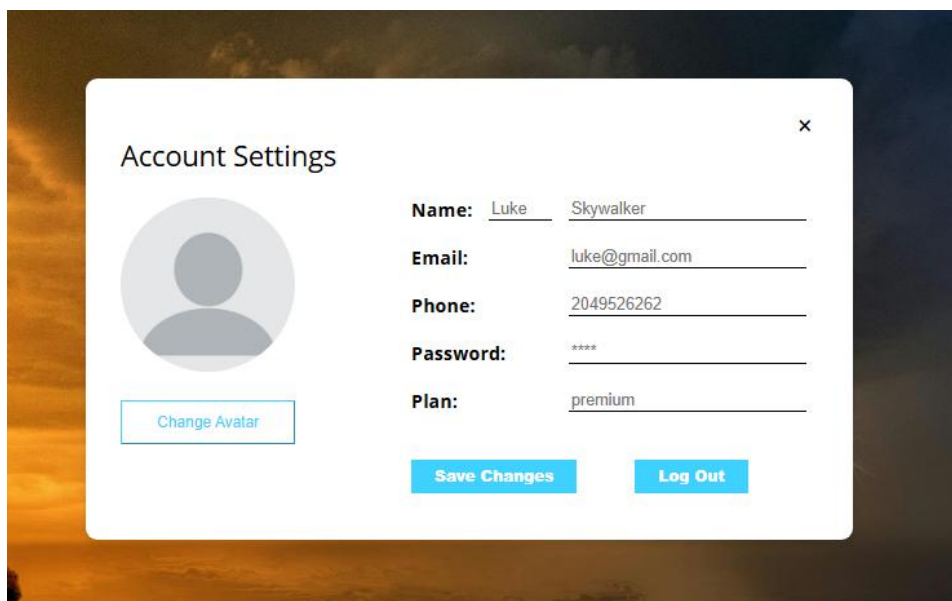 ×
Account Settings
Name: Luke Skywalker
Email: luke@gmail.com
Phone: 2049526262
Password: ****
Plan: premium
Change Avatar
Save Changes Log Out